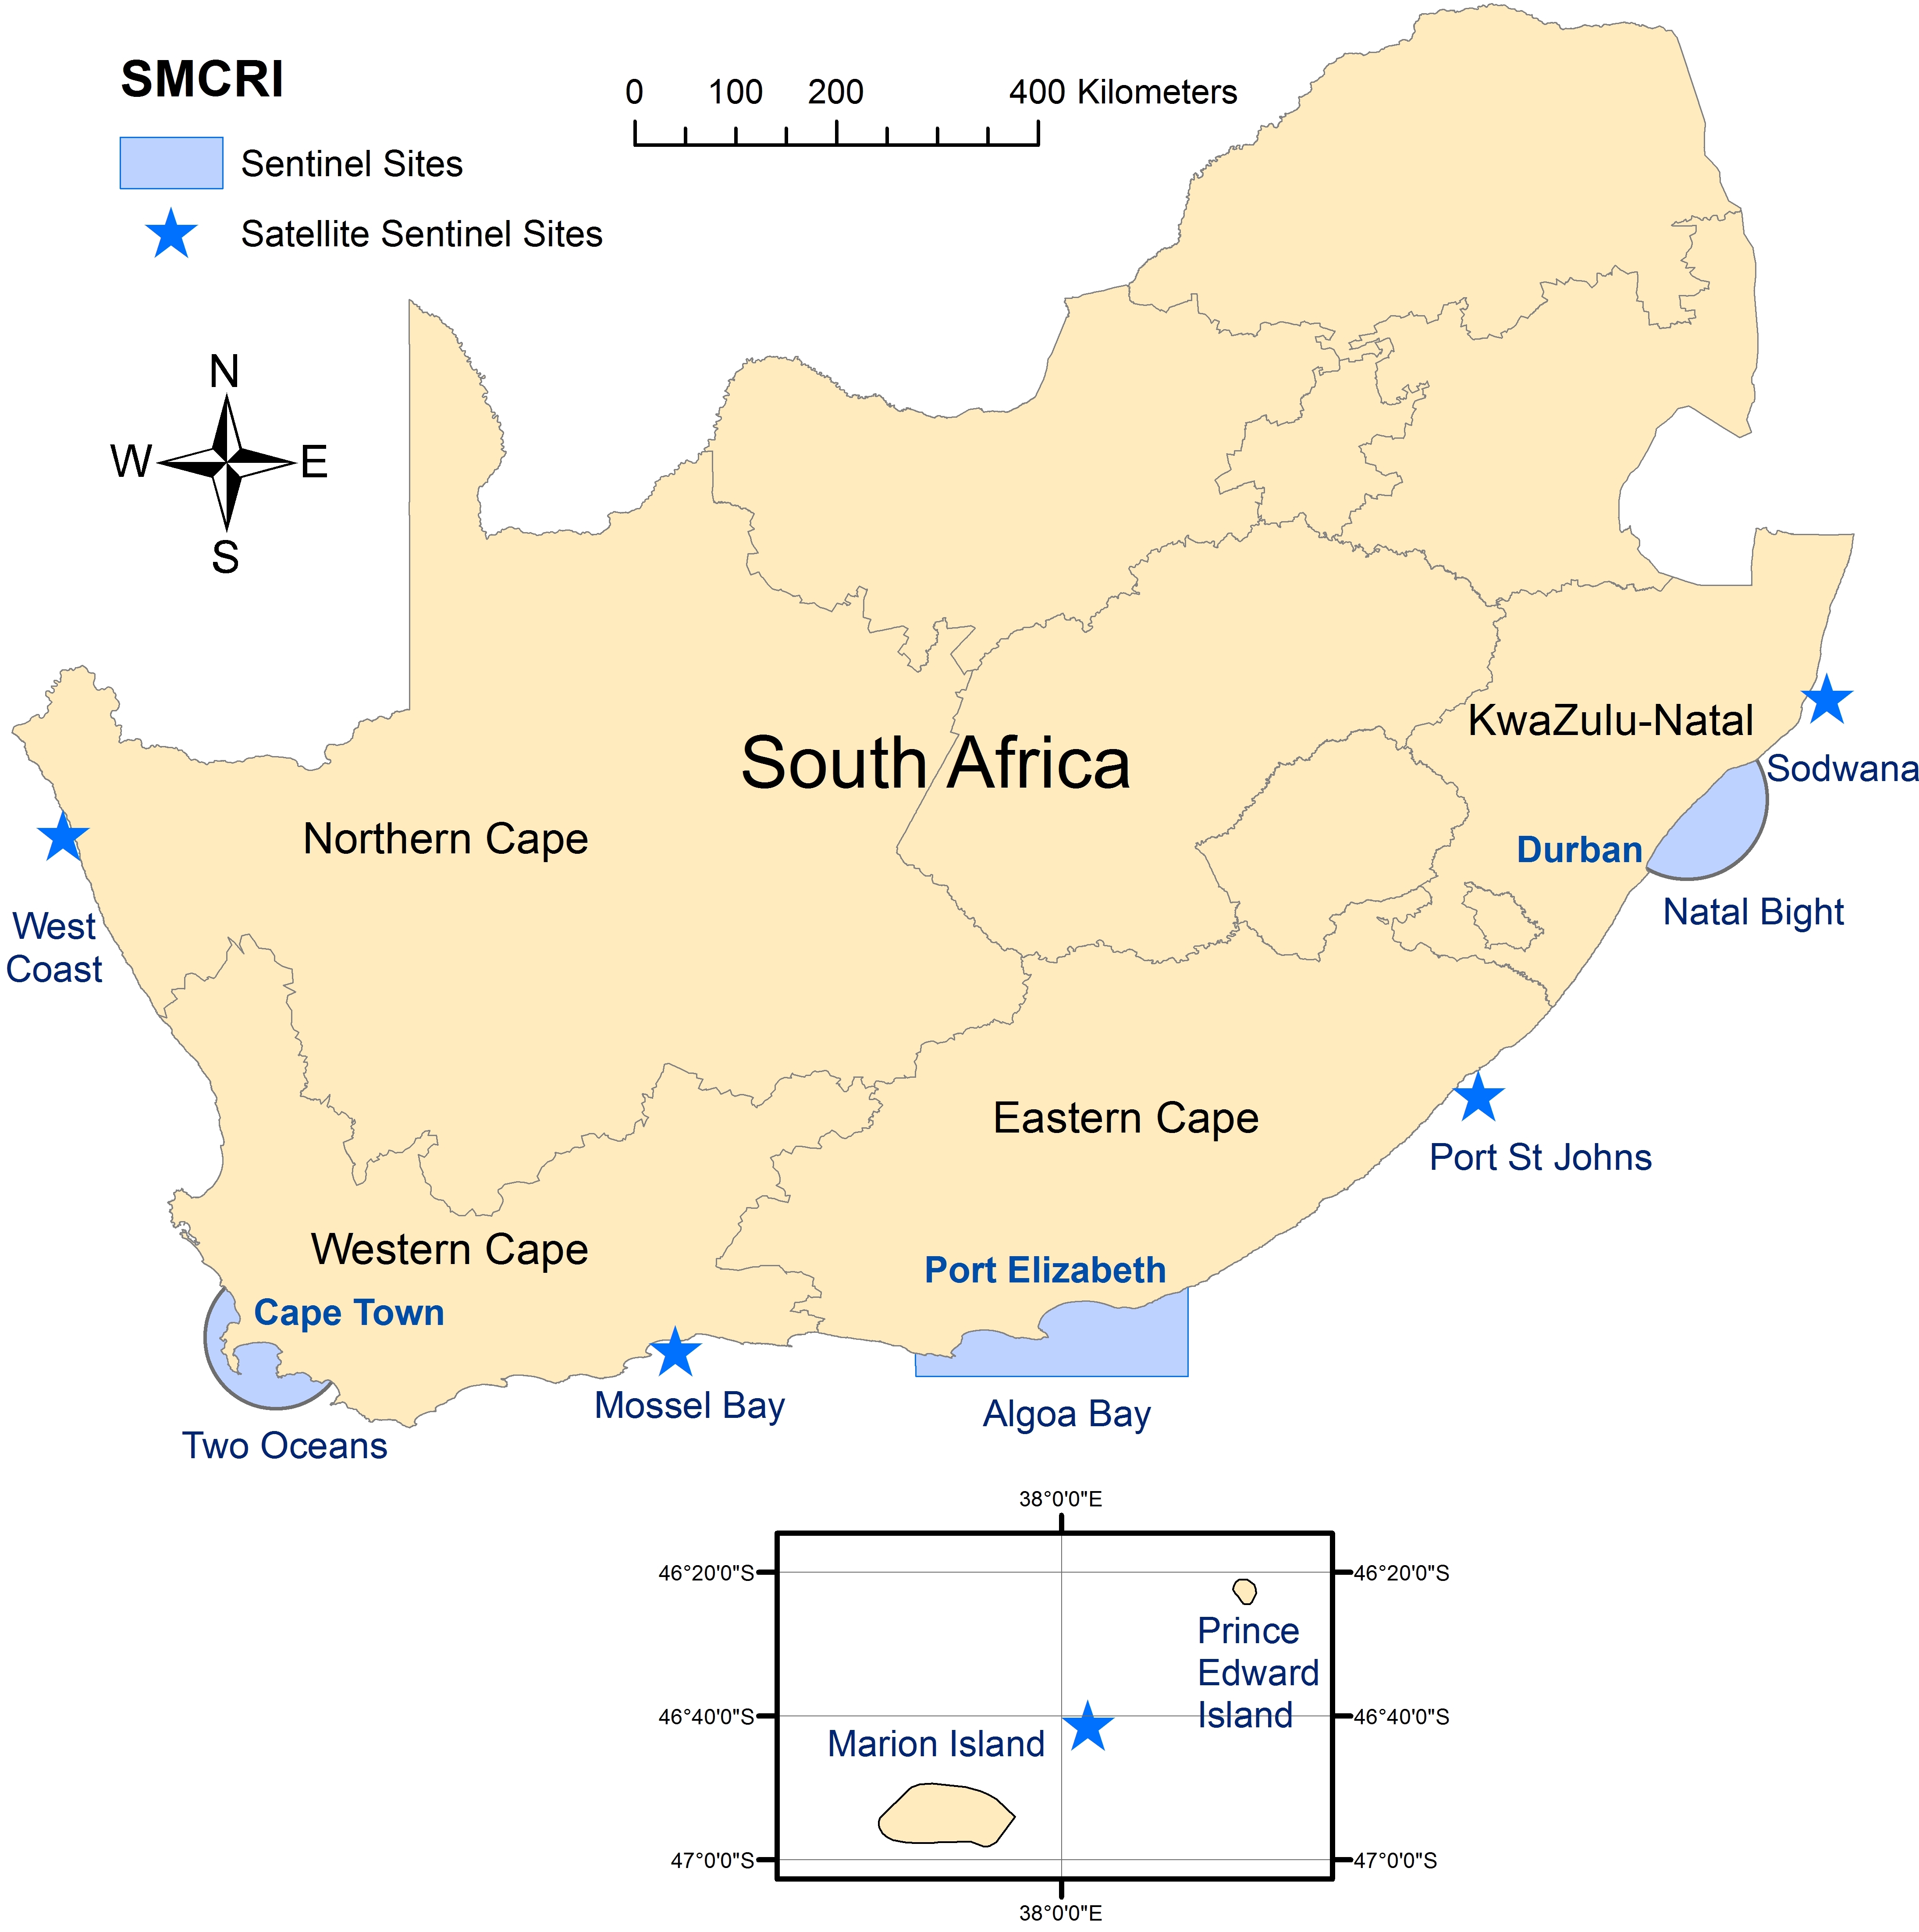 SMCRI
Sentinel Sites
Satellite Sentinel Sites
0 100 200 400 Kilometers
N
W E
S
South Africa
KwaZulu-Natal
Sodwana
Northern Cape
Durban
Natal Bight
West
Coast
Eastern Cape
Port St Johns
Western Cape
Port Elizabeth
Cape Town
Mossel Bay
Algoa Bay
Two Oceans
38°0'0"E
46°20'0"S 46°20'0"S
Prince
Edward
Island
46°40'0"S 46°40'0"S
Marion Island
47°0'0"S 47°0'0"S
38°0'0"E